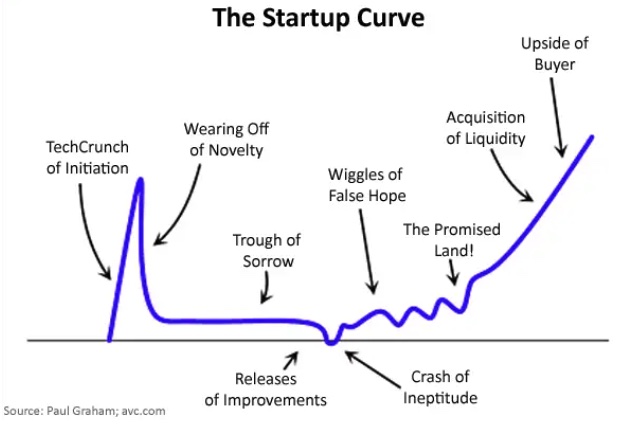 The Startup Curve
Upside of
Buyer
Acquisition
of Liquidity
TechCrunch
of Initiation
Wearing Off
of Novelty
Wiggles of
False Hope
The Promised
Land!
Trough of
Sorrow
Releases
of Improvements
Crash of
Ineptitude
Source: Paul Graham; avc.com